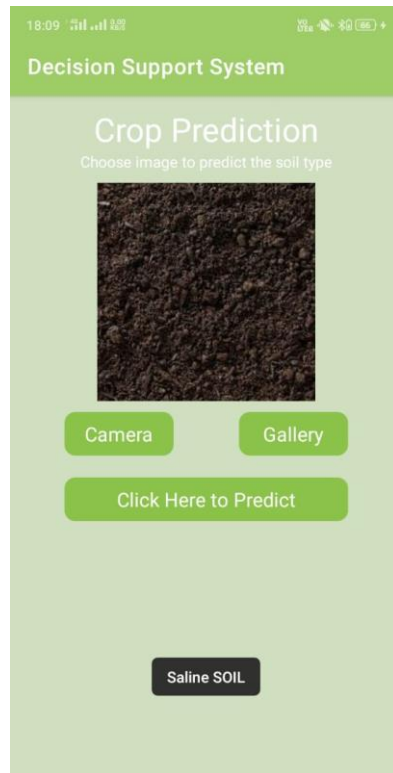 18:09
Decision Support System
Crop Prediction
Choose image to predict the soil type
Camera Gallery
Click Here to Predict
Saline SOIL